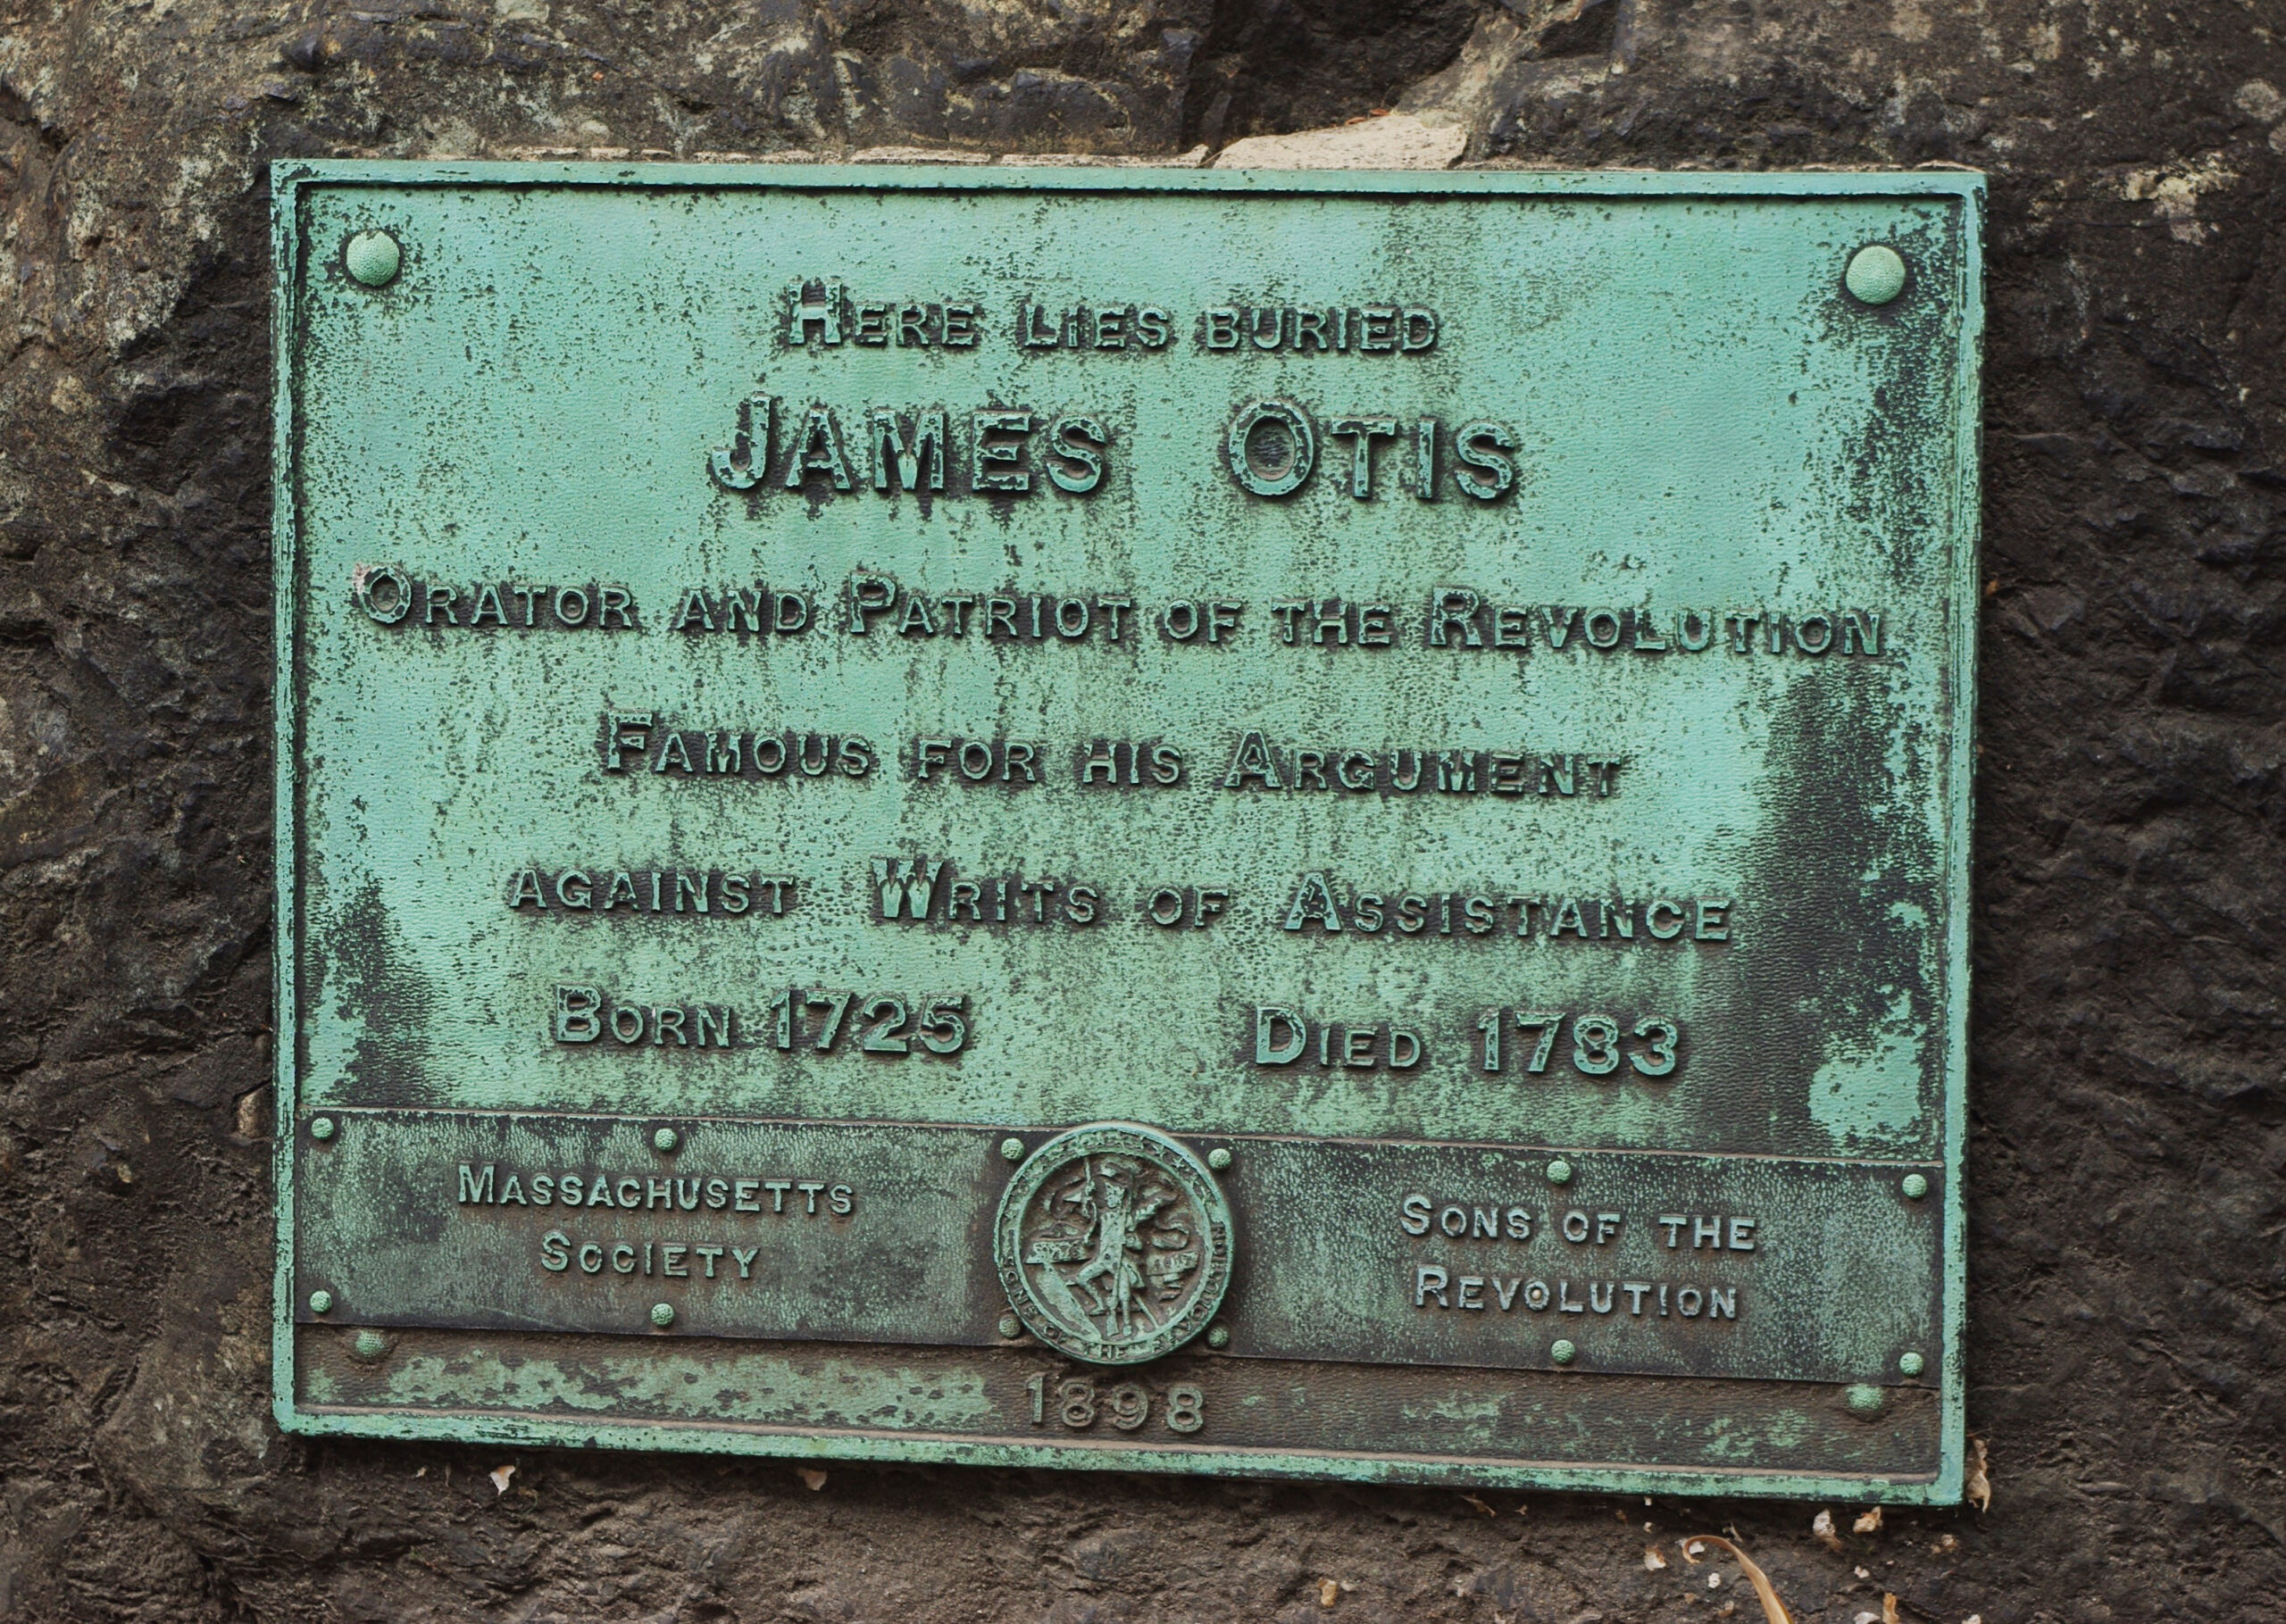 HERE LIES BURIED
JAMES OTIS
ORATOR AND PATRIOT OF THE REVOLUTION
FAMOUS FOR HIS ARGUMENT
AGAINST WRITS OF ASSISTANCE
BORN 1725 DIED 1783
MASSACHUSETTS
SOCIETY
SONS OF THE
REVOLUTION
1898